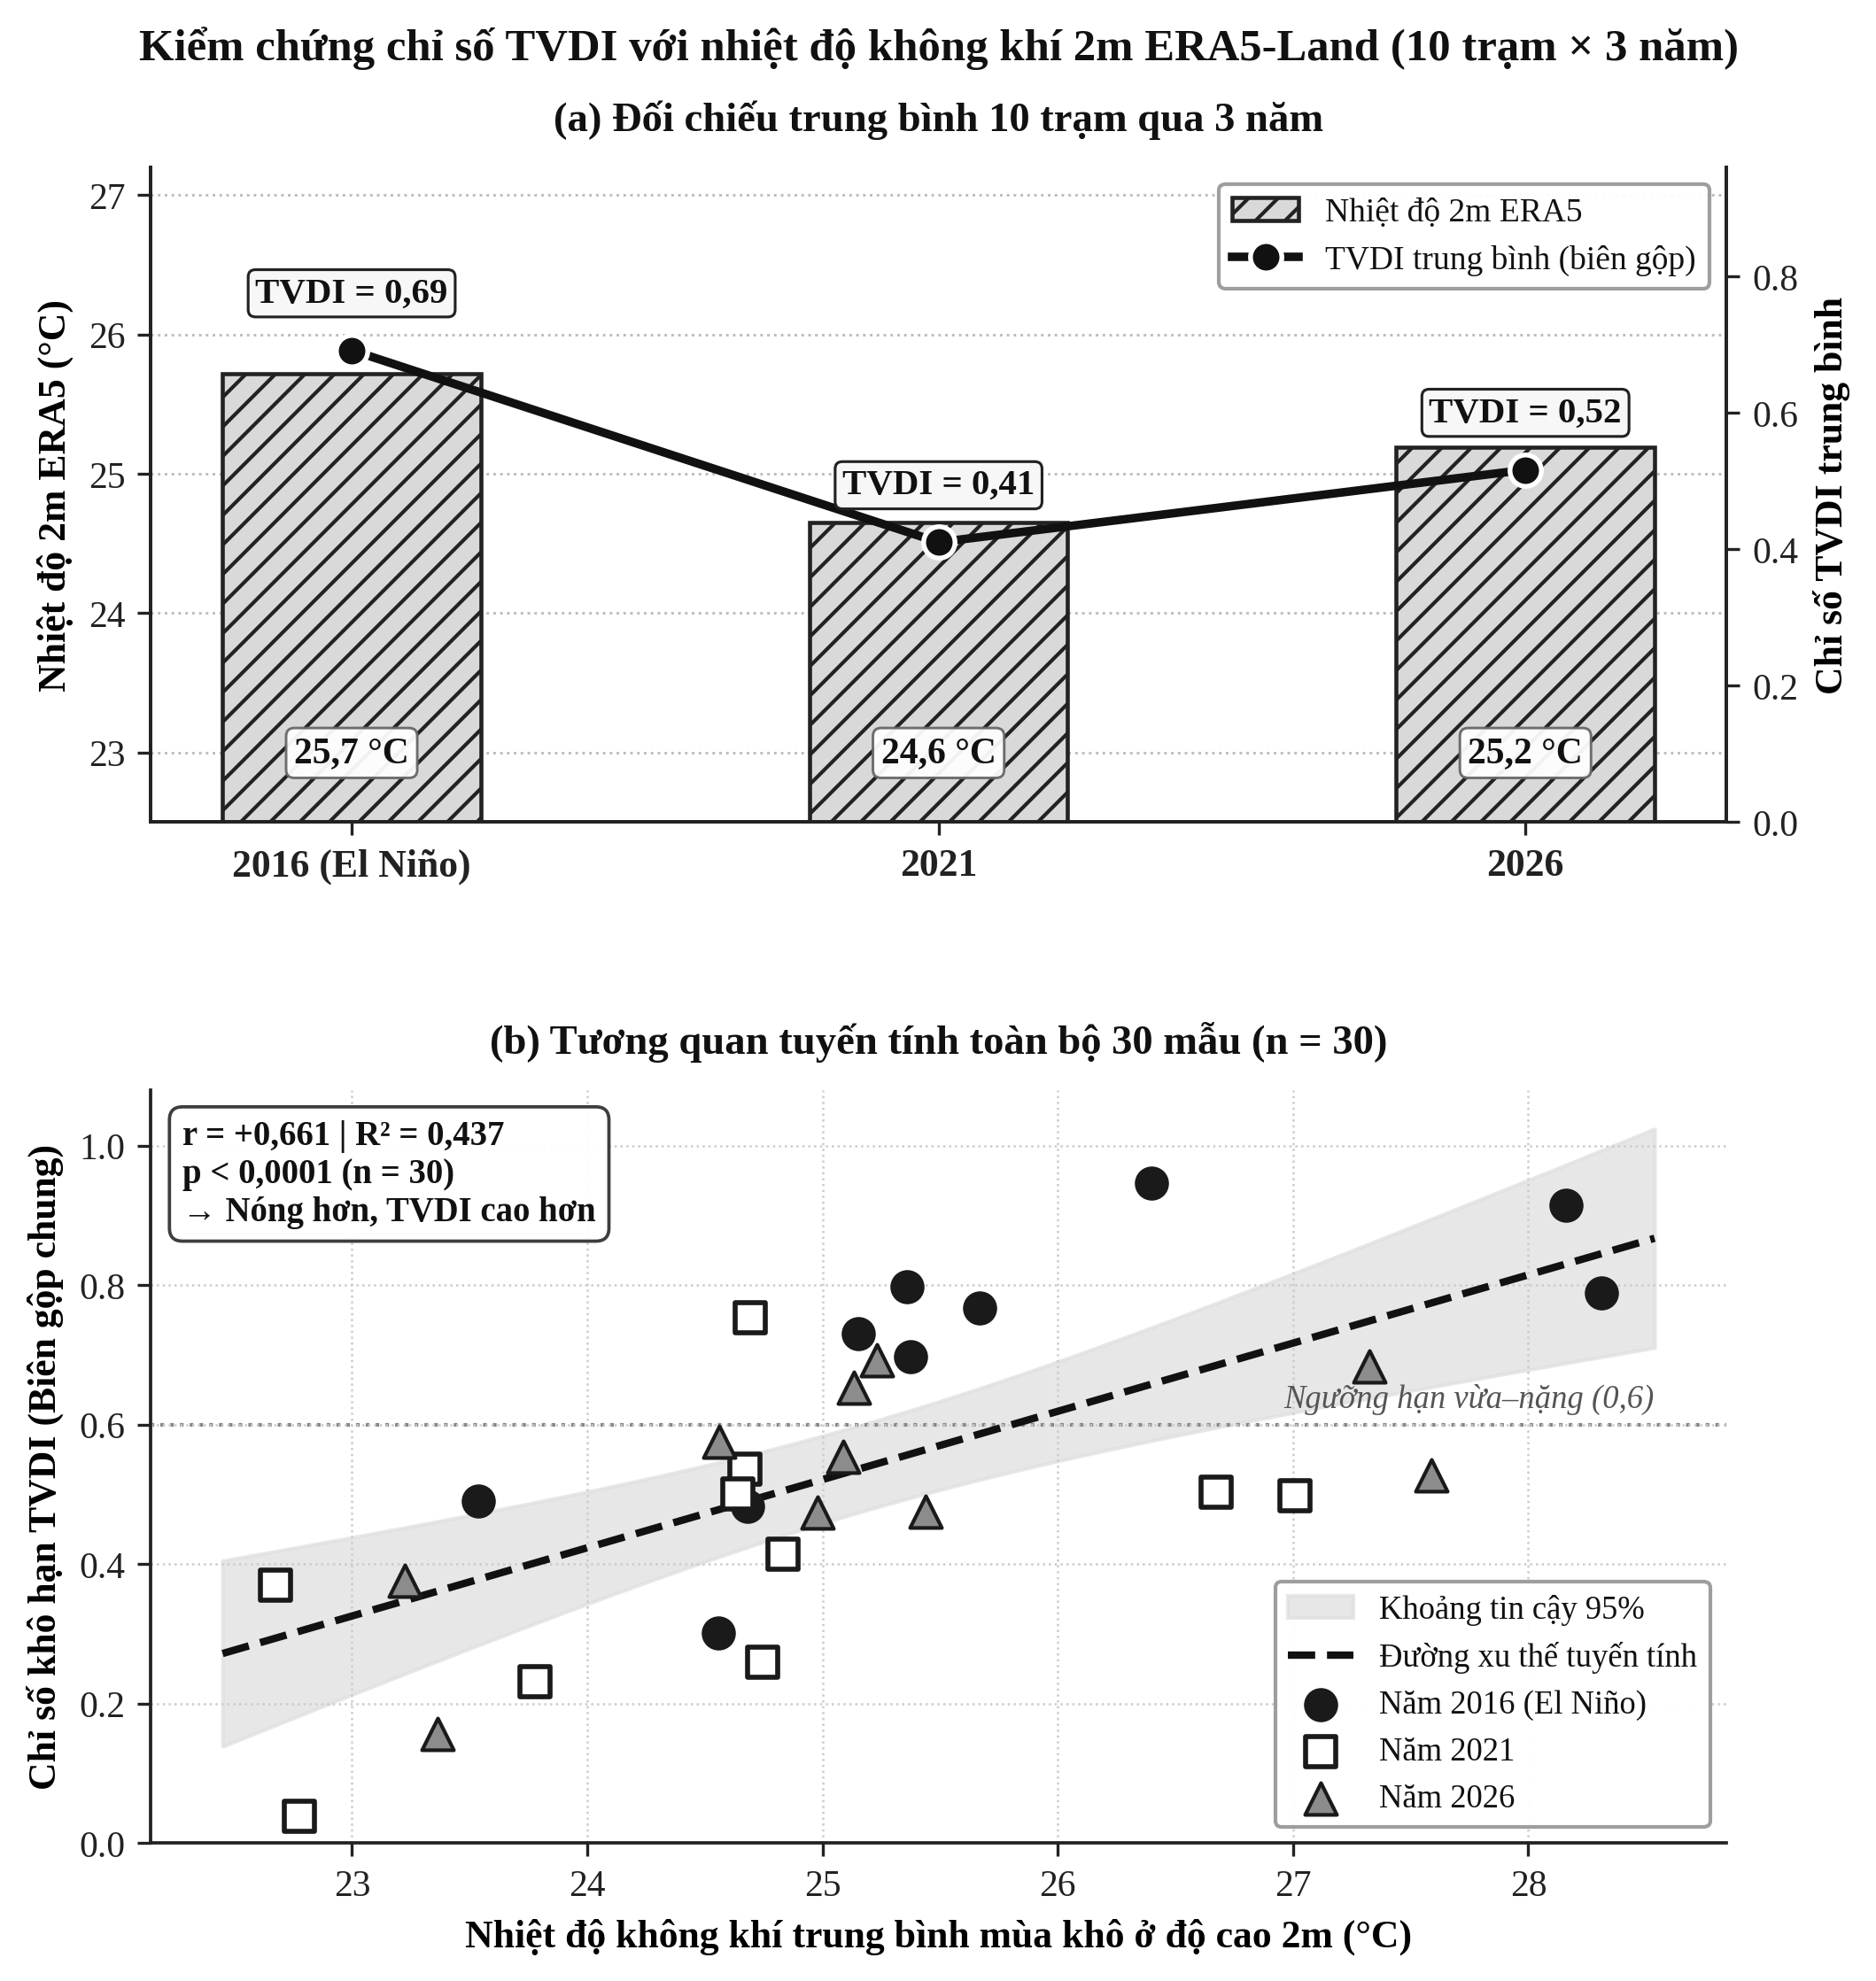 Kiểm chứng chỉ số TVDI với nhiệt độ không khí 2m ERA5-Land (10 trạm × 3 năm)
(a) Đối chiếu trung bình 10 trạm qua 3 năm
Nhiệt độ 2m ERA5 (°C)
27
26
25
24
23
Nhiệt độ 2m ERA5
TVDI trung bình (biên gộp)
TVDI = 0,69
TVDI = 0,41
TVDI = 0,52
25,7 °C
24,6 °C
25,2 °C
0.8
0.6
0.4
0.2
0.0
Chỉ số TVDI trung bình
2016 (El Niño)
2021
2026
(b) Tương quan tuyến tính toàn bộ 30 mẫu (n = 30)
Chỉ số khô hạn TVDI (Biên gộp chung)
1.0
0.8
0.6
0.4
0.2
0.0
r = +0,661 | R² = 0,437
p < 0,0001 (n = 30)
→ Nóng hơn, TVDI cao hơn
Ngưỡng hạn vừa–nặng (0,6)
Khoảng tin cậy 95%
Đường xu thế tuyến tính
Năm 2016 (El Niño)
Năm 2021
Năm 2026
23
24
25
26
27
28
Nhiệt độ không khí trung bình mùa khô ở độ cao 2m (°C)